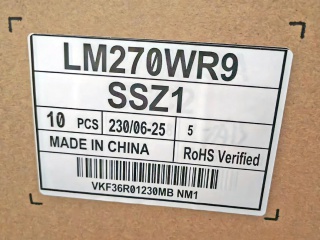 LM270WR9
SSZ1
10 PCS 230/06-25 5
MADE IN CHINA RoHS Verified
VKF36R01230MB NM1